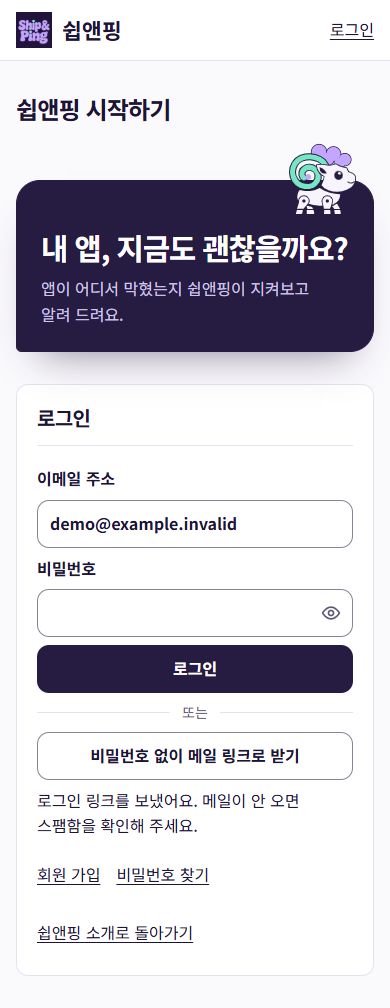 Ship&
Ping
쉽앤핑
로그인
쉽앤핑 시작하기
내 앱, 지금도 괜찮을까요?
앱이 어디서 막혔는지 쉽앤핑이 지켜보고
알려 드려요.
로그인
이메일 주소
demo@example.invalid
비밀번호
로그인
또는
비밀번호 없이 메일 링크로 받기
로그인 링크를 보냈어요. 메일이 안 오면
스팸함을 확인해 주세요.
회원 가입 비밀번호 찾기
쉽앤핑 소개로 돌아가기